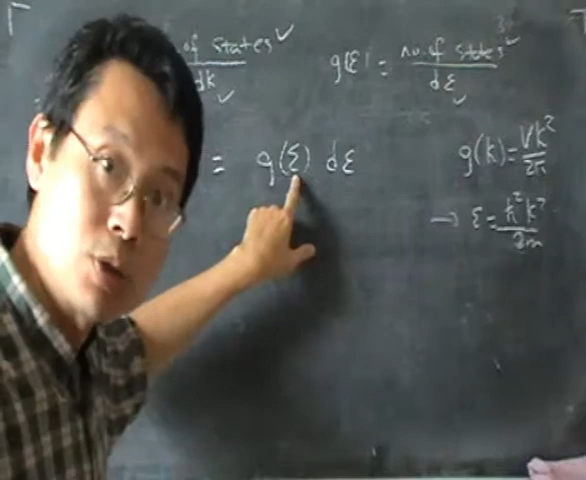 of states ✓
dk ✓
g(ε) = no. of states ✓
dε ✓
= g(ε) dε
g(k) = Vk²
2π
→ ε = ħ²k²
2m